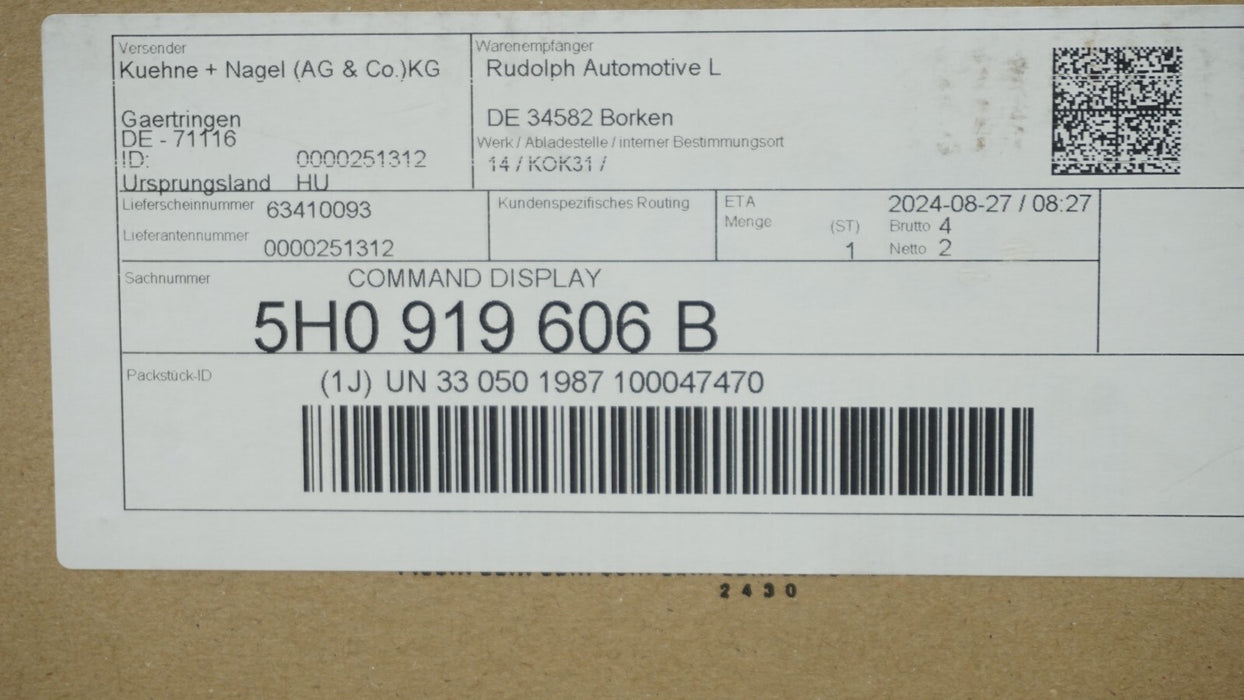 Versender
Kuehne + Nagel (AG & Co.)KG
Gaertringen
DE - 71116
ID: 0000251312
Ursprungsland HU
Warenempfänger
Rudolph Automotive L
DE 34582 Borken
Werk / Abladestelle / interner Bestimmungsort
14 / KOK31 /
Lieferscheinnummer 63410093
Lieferantennummer 0000251312
Kundenspezifisches Routing
ETA 2024-08-27 / 08:27
Menge (ST) Brutto 4
1 Netto 2
Sachnummer COMMAND DISPLAY
5H0 919 606 B
Packstück-ID (1J) UN 33 050 1987 100047470
2430